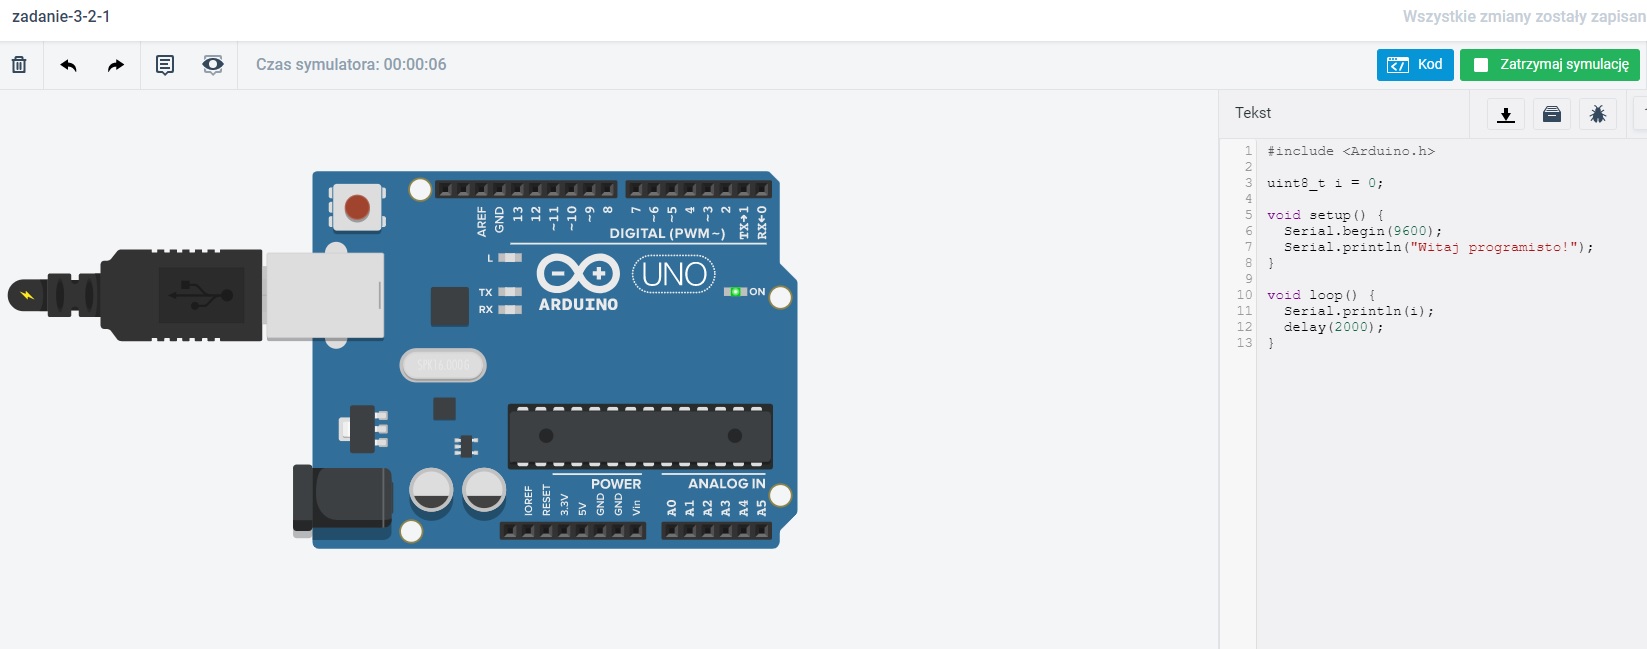 zadanie-3-2-1
Wszystkie zmiany zostały zapisan
Czas symulatora: 00:00:06
Kod
Zatrzymaj symulację
Tekst
1 #include <Arduino.h>
2
3 uint8_t i = 0;
4
5 void setup() {
6 Serial.begin(9600);
7 Serial.println("Witaj programisto!");
8 }
9
10 void loop() {
11 Serial.println(i);
12 delay(2000);
13 }
AREF
GND
13
12
~11
~10
~9
8
7
~6
~5
4
~3
2
TX→1
RX←0
DIGITAL (PWM~)
L
TX
RX
UNO
ARDUINO
ON
POWER
ANALOG IN
IOREF
RESET
3.3V
5V
GND
GND
Vin
A0
A1
A2
A3
A4
A5